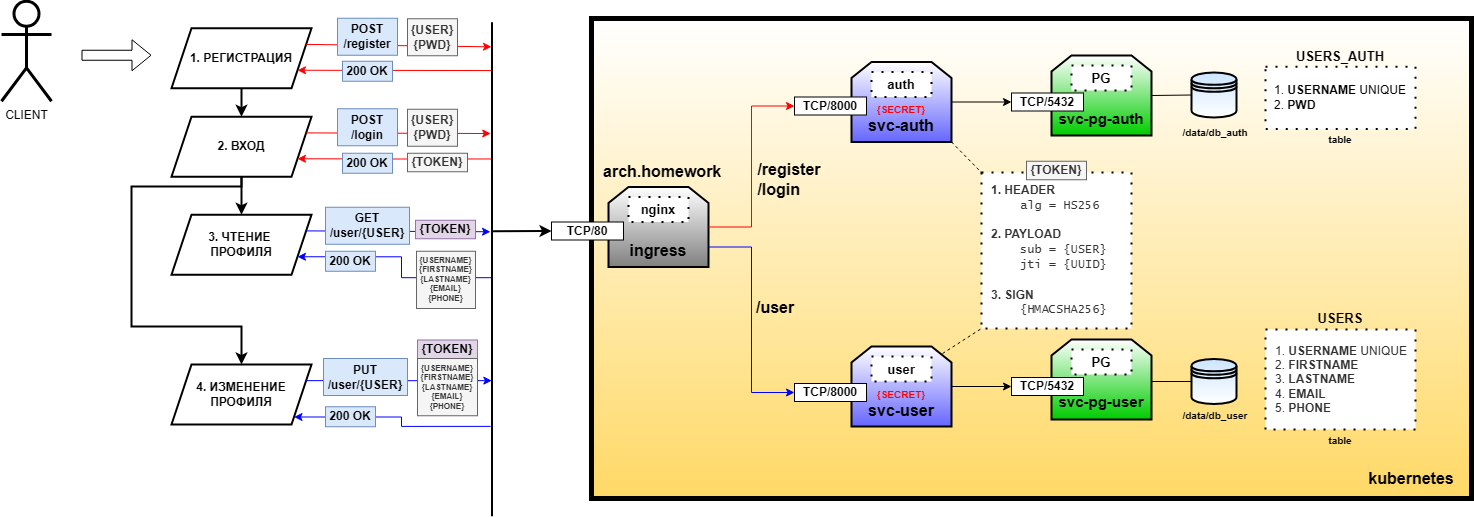 CLIENT
1. РЕГИСТРАЦИЯ
POST
/register
{USER}
{PWD}
200 OK
2. ВХОД
POST
/login
{USER}
{PWD}
200 OK
{TOKEN}
3. ЧТЕНИЕ
ПРОФИЛЯ
GET
/user/{USER}
{TOKEN}
200 OK
{USERNAME}
{FIRSTNAME}
{LASTNAME}
{EMAIL}
{PHONE}
4. ИЗМЕНЕНИЕ
ПРОФИЛЯ
PUT
/user/{USER}
{TOKEN}
{USERNAME}
{FIRSTNAME}
{LASTNAME}
{EMAIL}
{PHONE}
200 OK
arch.homework
nginx
TCP/80
ingress
/register
/login
/user
auth
TCP/8000
{SECRET}
svc-auth
PG
TCP/5432
svc-pg-auth
/data/db_auth
USERS_AUTH
1. USERNAME UNIQUE
2. PWD
table
{TOKEN}
1. HEADER
alg = HS256
2. PAYLOAD
sub = {USER}
jti = {UUID}
3. SIGN
{HMACSHA256}
user
TCP/8000
{SECRET}
svc-user
PG
TCP/5432
svc-pg-user
/data/db_user
USERS
1. USERNAME UNIQUE
2. FIRSTNAME
3. LASTNAME
4. EMAIL
5. PHONE
table
kubernetes